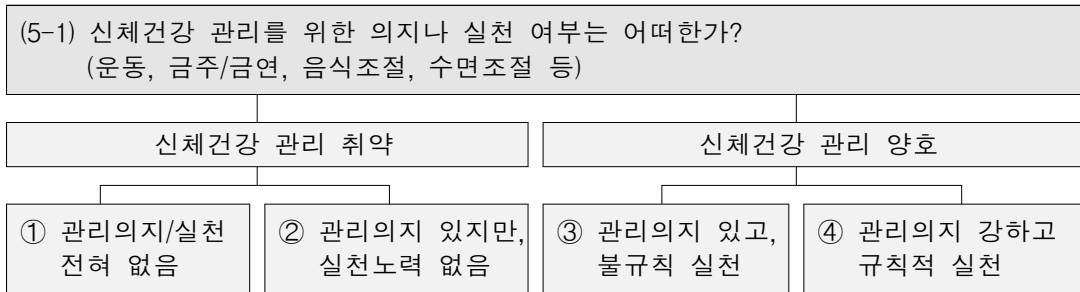 (5-1) 신체건강 관리를 위한 의지나 실천 여부는 어떠한가?
(운동, 금주/금연, 음식조절, 수면조절 등)
신체건강 관리 취약
신체건강 관리 양호
① 관리의지/실천
전혀 없음
② 관리의지 있지만,
실천노력 없음
③ 관리의지 있고,
불규칙 실천
④ 관리의지 강하고
규칙적 실천